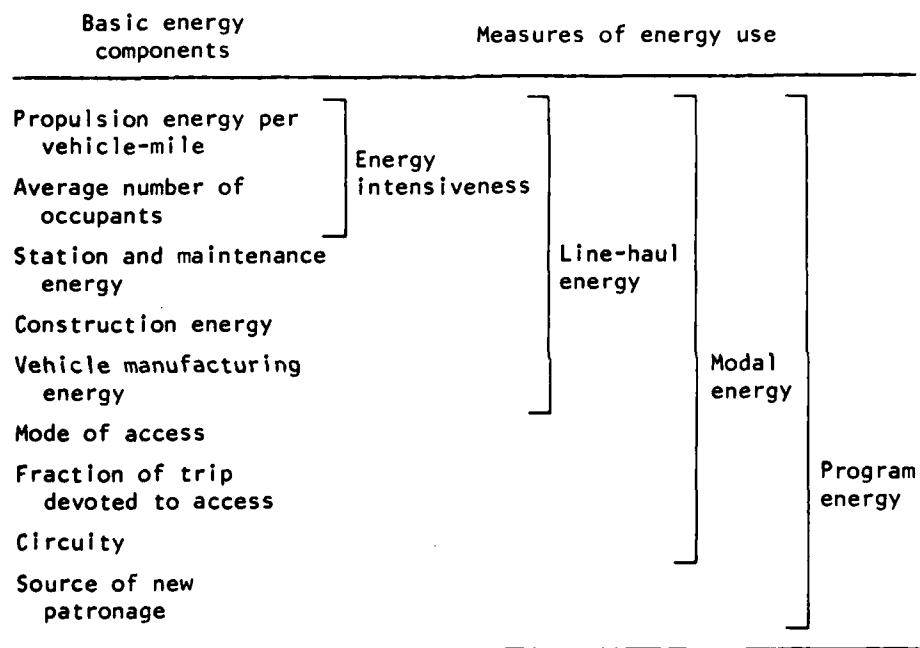 Basic energy
components
Measures of energy use
Propulsion energy per
vehicle-mile
Average number of
occupants
Energy
intensiveness
Station and maintenance
energy
Construction energy
Vehicle manufacturing
energy
Line-haul
energy
Mode of access
Fraction of trip
devoted to access
Circuity
Modal
energy
Source of new
patronage
Program
energy